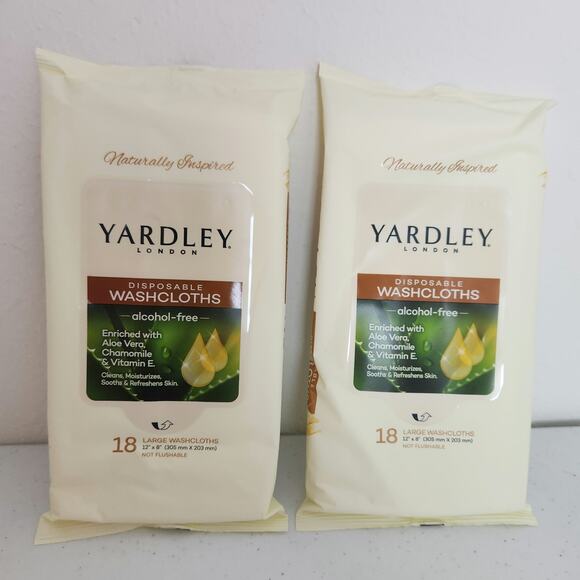 Naturally Inspired
YARDLEY
LONDON
DISPOSABLE
WASHCLOTHS
alcohol-free
Enriched with
Aloe Vera,
Chamomile
& Vitamin E.
Cleans, Moisturizes,
Sooths & Refreshens Skin.
18 LARGE WASHCLOTHS
12" x 8" (305 mm X 203 mm)
NOT FLUSHABLE
Naturally Inspired
YARDLEY
LONDON
DISPOSABLE
WASHCLOTHS
alcohol-free
Enriched with
Aloe Vera,
Chamomile
& Vitamin E.
Cleans, Moisturizes,
Sooths & Refreshens Skin.
18 LARGE WASHCLOTHS
12" x 8" (305 mm X 203 mm)
NOT FLUSHABLE